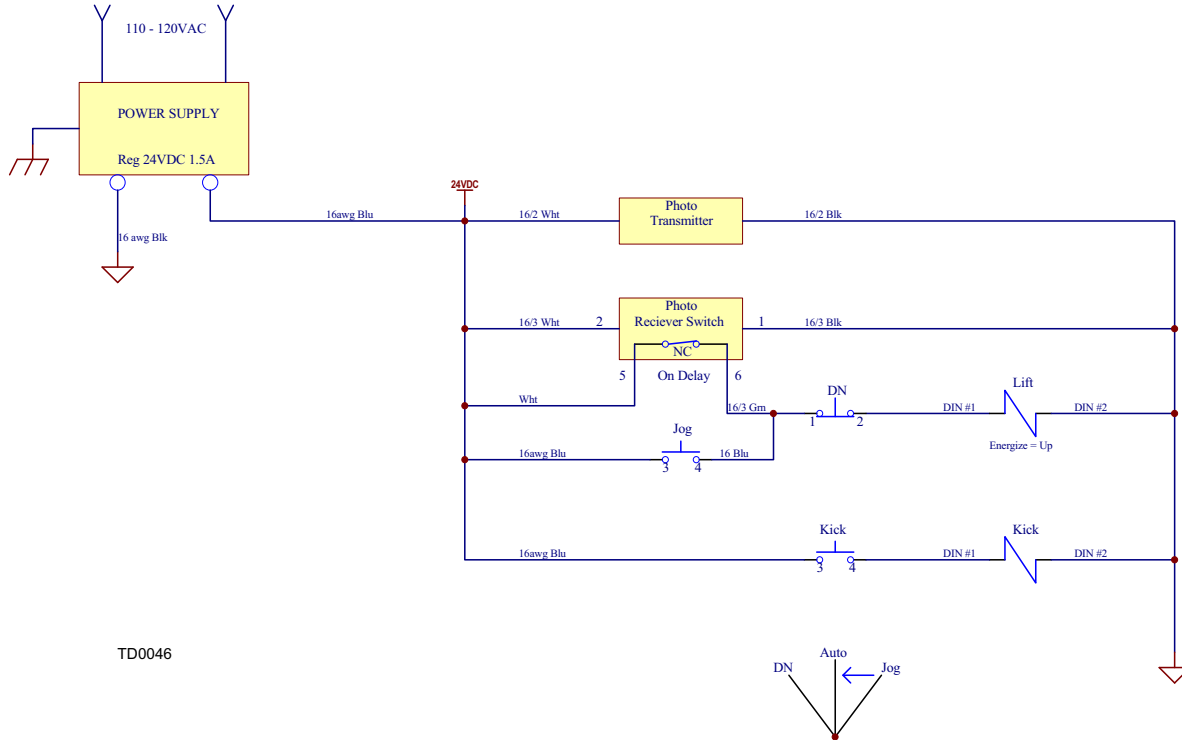 110 - 120VAC
POWER SUPPLY
Reg 24VDC 1.5A
16 awg Blk
16awg Blu
24VDC
16/2 Wht
Photo
Transmitter
16/2 Blk
16/3 Wht
2
Photo
Reciever Switch
1
16/3 Blk
NC
5
On Delay
6
Wht
16/3 Grn
DN
1
2
DIN #1
Lift
DIN #2
Energize = Up
16awg Blu
Jog
3
4
16 Blu
16awg Blu
Kick
3
4
DIN #1
Kick
DIN #2
TD0046
DN
Auto
Jog